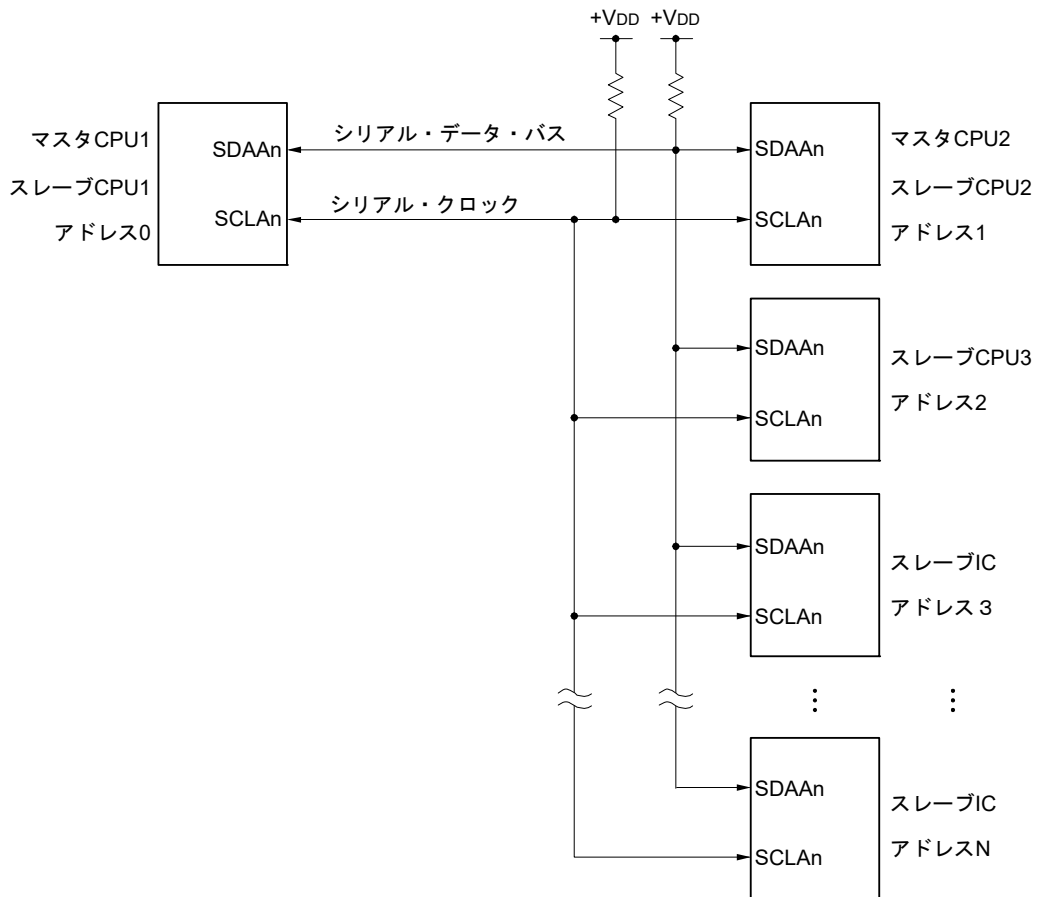 +VDD +VDD
マスタCPU1
スレーブCPU1
アドレス0
SDAAn
SCLAn
シリアル・データ・バス
シリアル・クロック
SDAAn
SCLAn
マスタCPU2
スレーブCPU2
アドレス1
SDAAn
SCLAn
スレーブCPU3
アドレス2
SDAAn
SCLAn
スレーブIC
アドレス３
SDAAn
SCLAn
スレーブIC
アドレスN